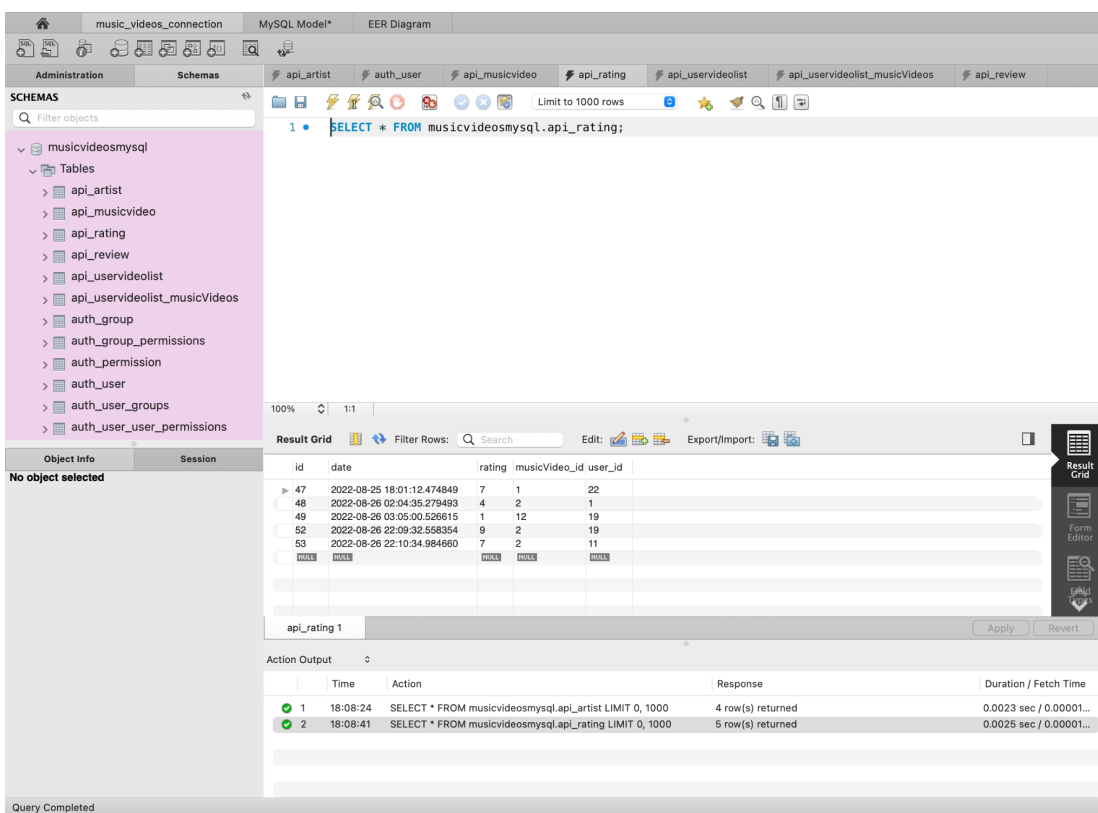 music_videos_connection MySQL Model* EER Diagram
Administration Schemas api_artist auth_user api_musicvideo api_rating api_uservideolist api_uservideolist_musicVideos api_review
SCHEMAS
Filter objects
Limit to 1000 rows
1 SELECT * FROM musicvideosmysql.api_rating;
musicvideosmysql
Tables
api_artist
api_musicvideo
api_rating
api_review
api_uservideolist
api_uservideolist_musicVideos
auth_group
auth_group_permissions
auth_permission
auth_user
auth_user_groups
auth_user_user_permissions
100% 1:1
Result Grid Filter Rows: Search Edit: Export/Import:
Object Info Session
No object selected
id date rating musicVideo_id user_id
47 2022-08-25 18:01:12.474849 7 1 22
48 2022-08-26 02:04:35.279493 4 2 1
49 2022-08-26 03:05:00.526615 1 12 19
52 2022-08-26 22:09:32.558354 9 2 19
53 2022-08-26 22:10:34.984660 7 2 11
NULL NULL NULL NULL NULL
Result
Grid
Form
Editor
Field
Types
api_rating 1 Apply Revert
Action Output
Time Action Response Duration / Fetch Time
1 18:08:24 SELECT * FROM musicvideosmysql.api_artist LIMIT 0, 1000 4 row(s) returned 0.0023 sec / 0.00001...
2 18:08:41 SELECT * FROM musicvideosmysql.api_rating LIMIT 0, 1000 5 row(s) returned 0.0025 sec / 0.00001...
Query Completed